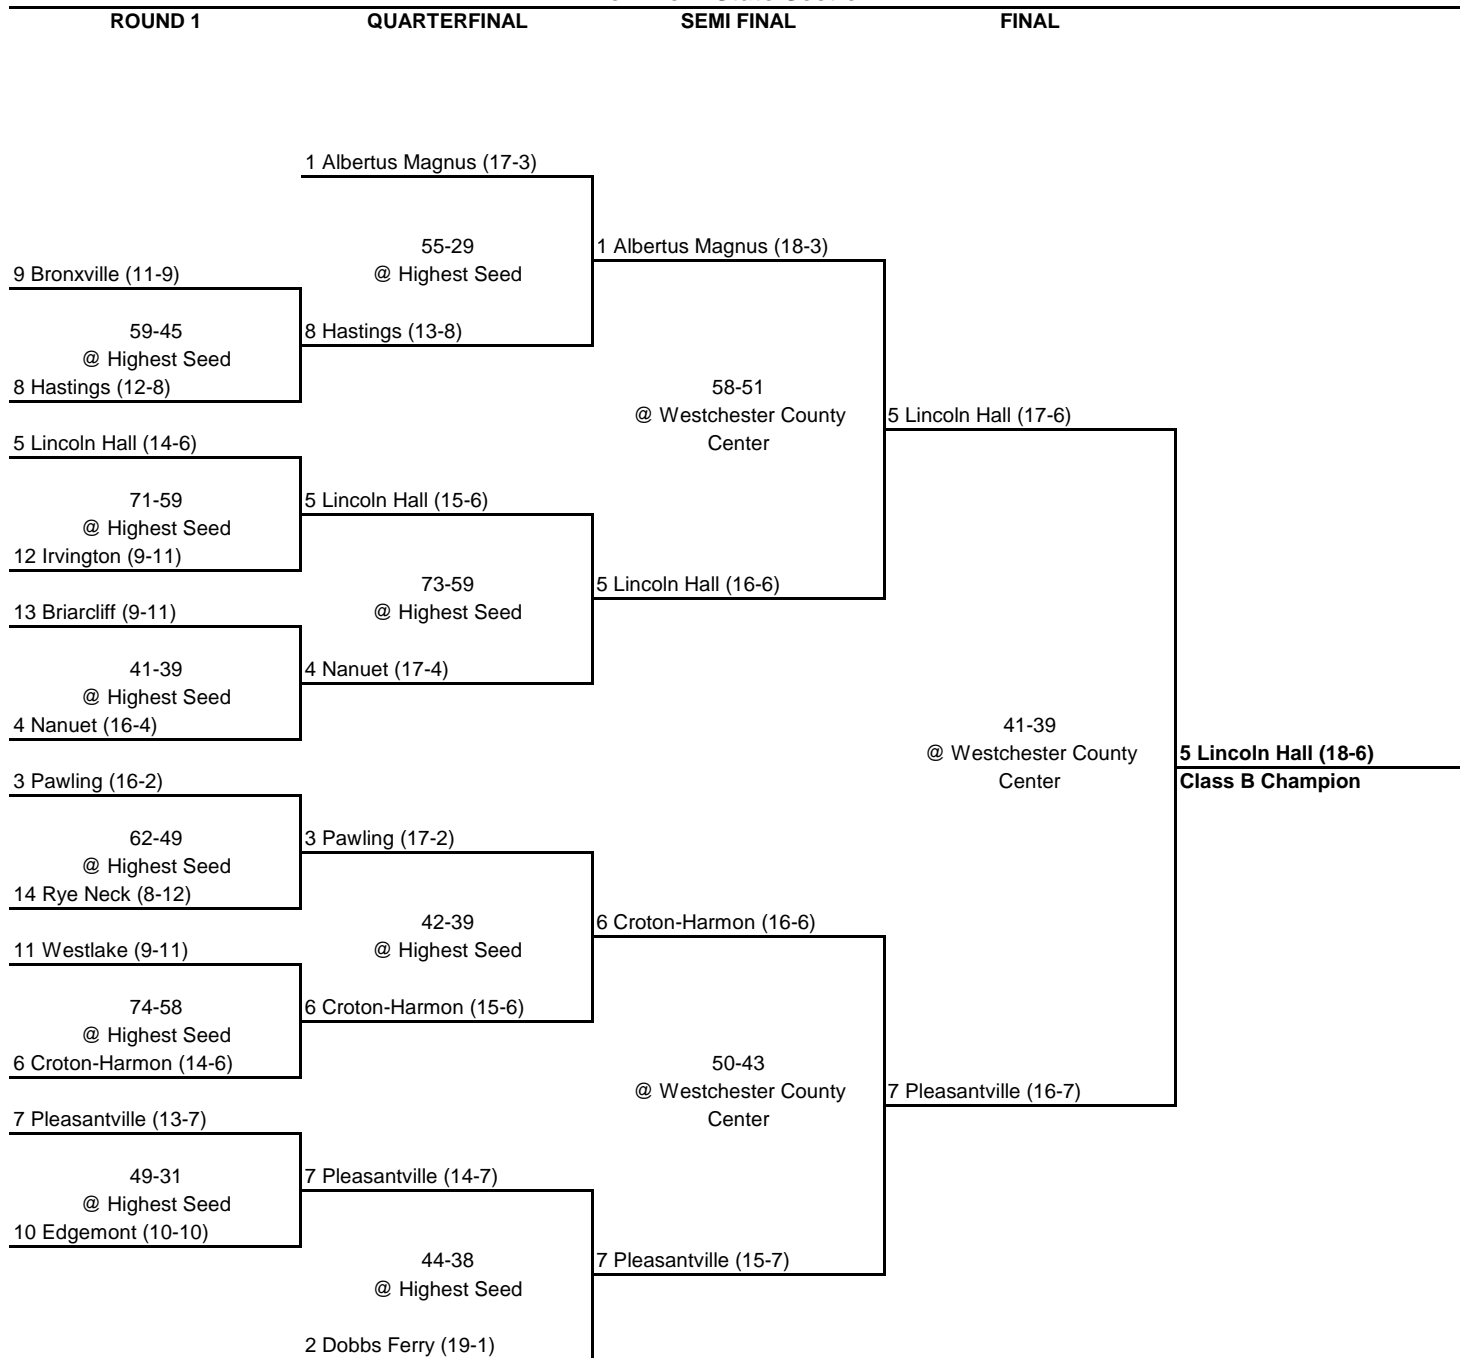 ROUND 1 QUARTERFINAL SEMI FINAL FINAL
1 Albertus Magnus (17-3)
55-29
@ Highest Seed
1 Albertus Magnus (18-3)
9 Bronxville (11-9)
59-45
@ Highest Seed
8 Hastings (13-8)
8 Hastings (12-8)
58-51
@ Westchester County
Center
5 Lincoln Hall (17-6)
5 Lincoln Hall (14-6)
71-59
@ Highest Seed
5 Lincoln Hall (15-6)
12 Irvington (9-11)
73-59
@ Highest Seed
5 Lincoln Hall (16-6)
13 Briarcliff (9-11)
41-39
@ Highest Seed
4 Nanuet (17-4)
4 Nanuet (16-4)
41-39
@ Westchester County
Center
5 Lincoln Hall (18-6)
Class B Champion
3 Pawling (16-2)
62-49
@ Highest Seed
3 Pawling (17-2)
14 Rye Neck (8-12)
42-39
@ Highest Seed
6 Croton-Harmon (16-6)
11 Westlake (9-11)
74-58
@ Highest Seed
6 Croton-Harmon (15-6)
6 Croton-Harmon (14-6)
50-43
@ Westchester County
Center
7 Pleasantville (16-7)
7 Pleasantville (13-7)
49-31
@ Highest Seed
7 Pleasantville (14-7)
10 Edgemont (10-10)
44-38
@ Highest Seed
7 Pleasantville (15-7)
2 Dobbs Ferry (19-1)